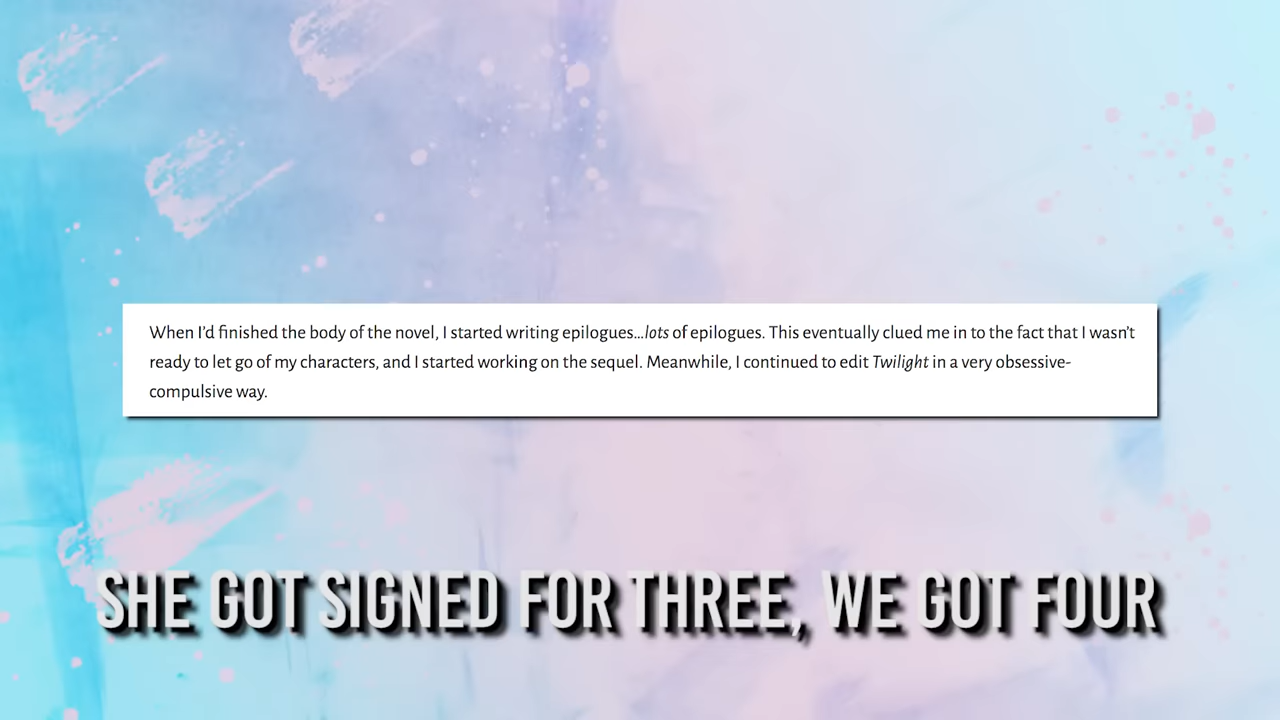 When I'd finished the body of the novel, I started writing epilogues...lots of epilogues. This eventually clued me in to the fact that I wasn't
ready to let go of my characters, and I started working on the sequel. Meanwhile, I continued to edit Twilight in a very obsessive-
compulsive way.
SHE GOT SIGNED FOR THREE, WE GOT FOUR